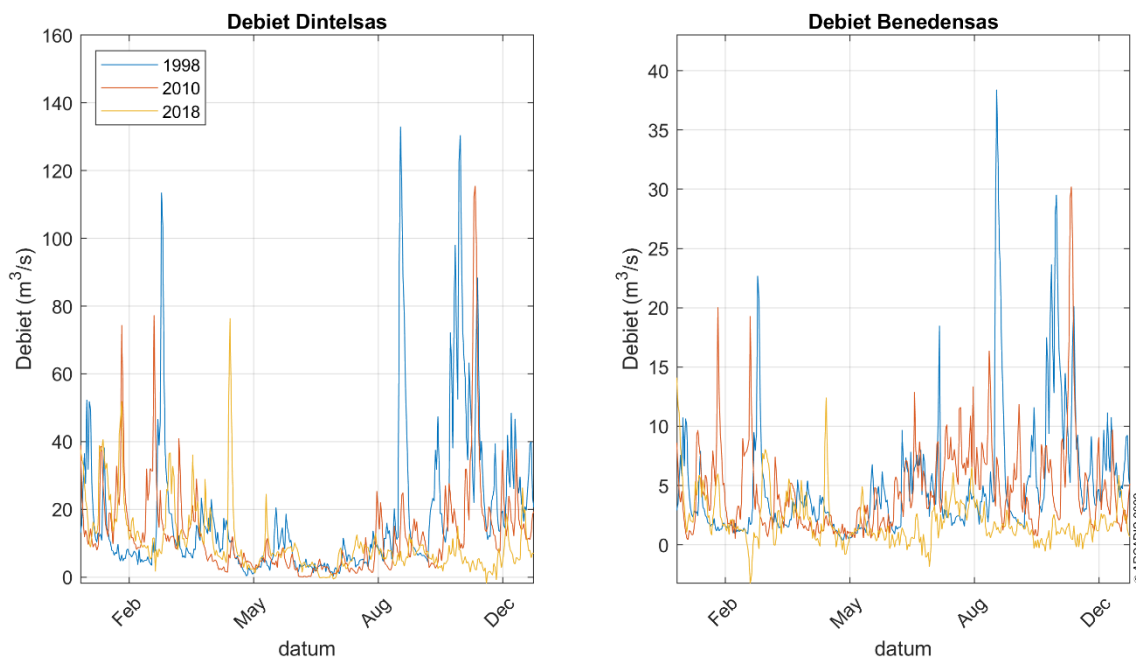 Debiet Dintelsas
160
140
120
100
80
60
40
20
0
Debiet (m³/s)
1998
2010
2018
Feb
May
Aug
Dec
datum
Debiet Benedensas
40
35
30
25
20
15
10
5
0
Debiet (m³/s)
Feb
May
Aug
Dec
datum